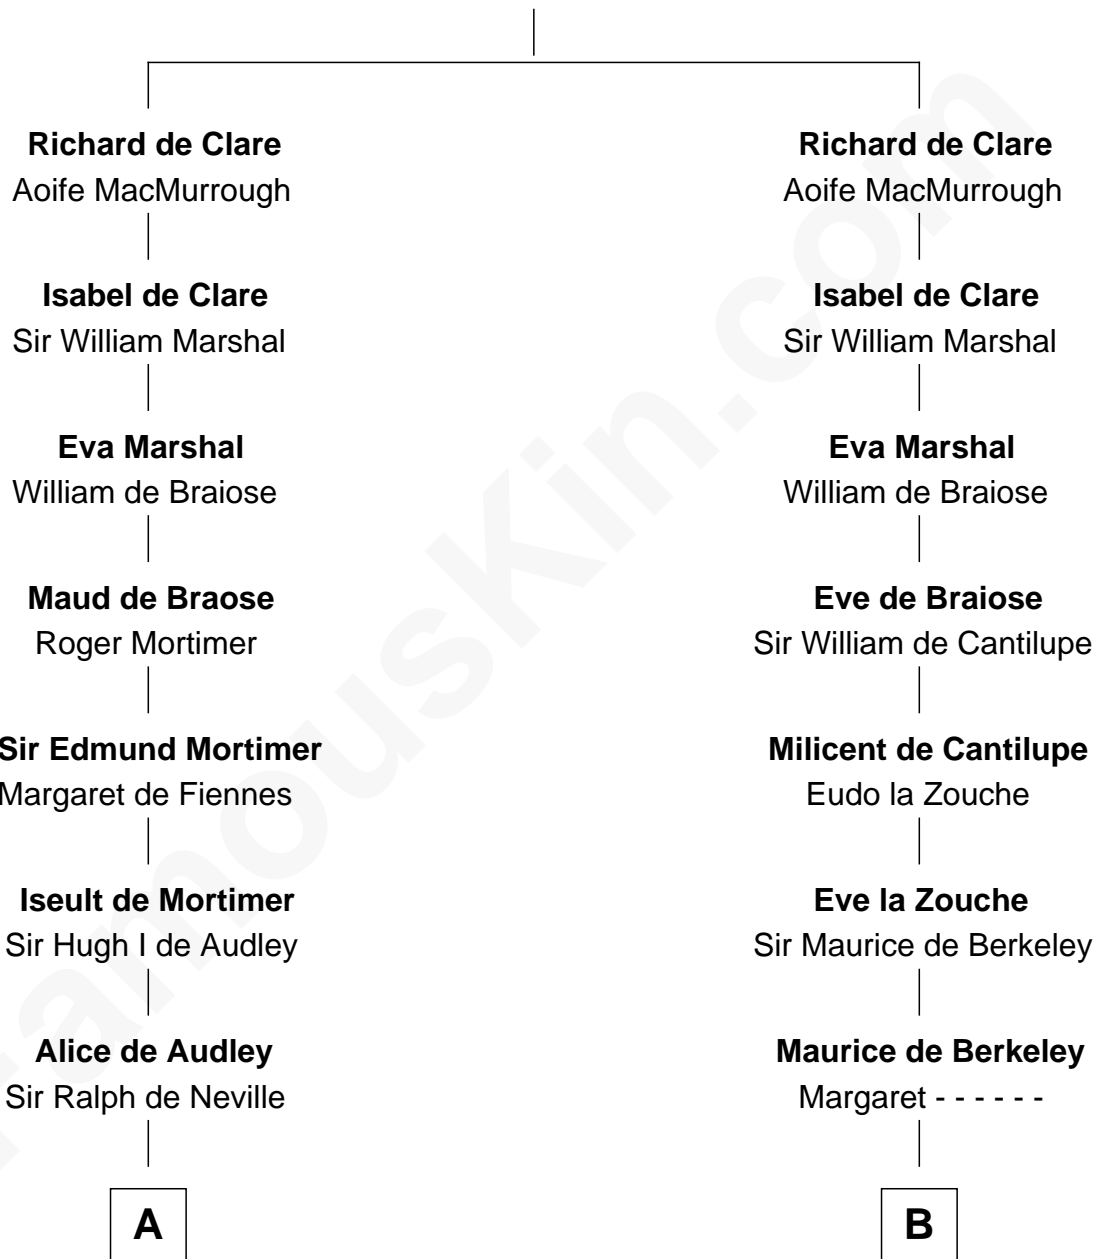 Richard de Clare
Aoife MacMurrough
Isabel de Clare
Sir William Marshal
Eva Marshal
William de Braiose
Maud de Braose
Roger Mortimer
Sir Edmund Mortimer
Margaret de Fiennes
Iseult de Mortimer
Sir Hugh I de Audley
Alice de Audley
Sir Ralph de Neville
A
Richard de Clare
Aoife MacMurrough
Isabel de Clare
Sir William Marshal
Eva Marshal
William de Braiose
Eve de Braiose
Sir William de Cantilupe
Milicent de Cantilupe
Eudo la Zouche
Eve la Zouche
Sir Maurice de Berkeley
Maurice de Berkeley
Margaret - - - - - -
B
FamousKin.com